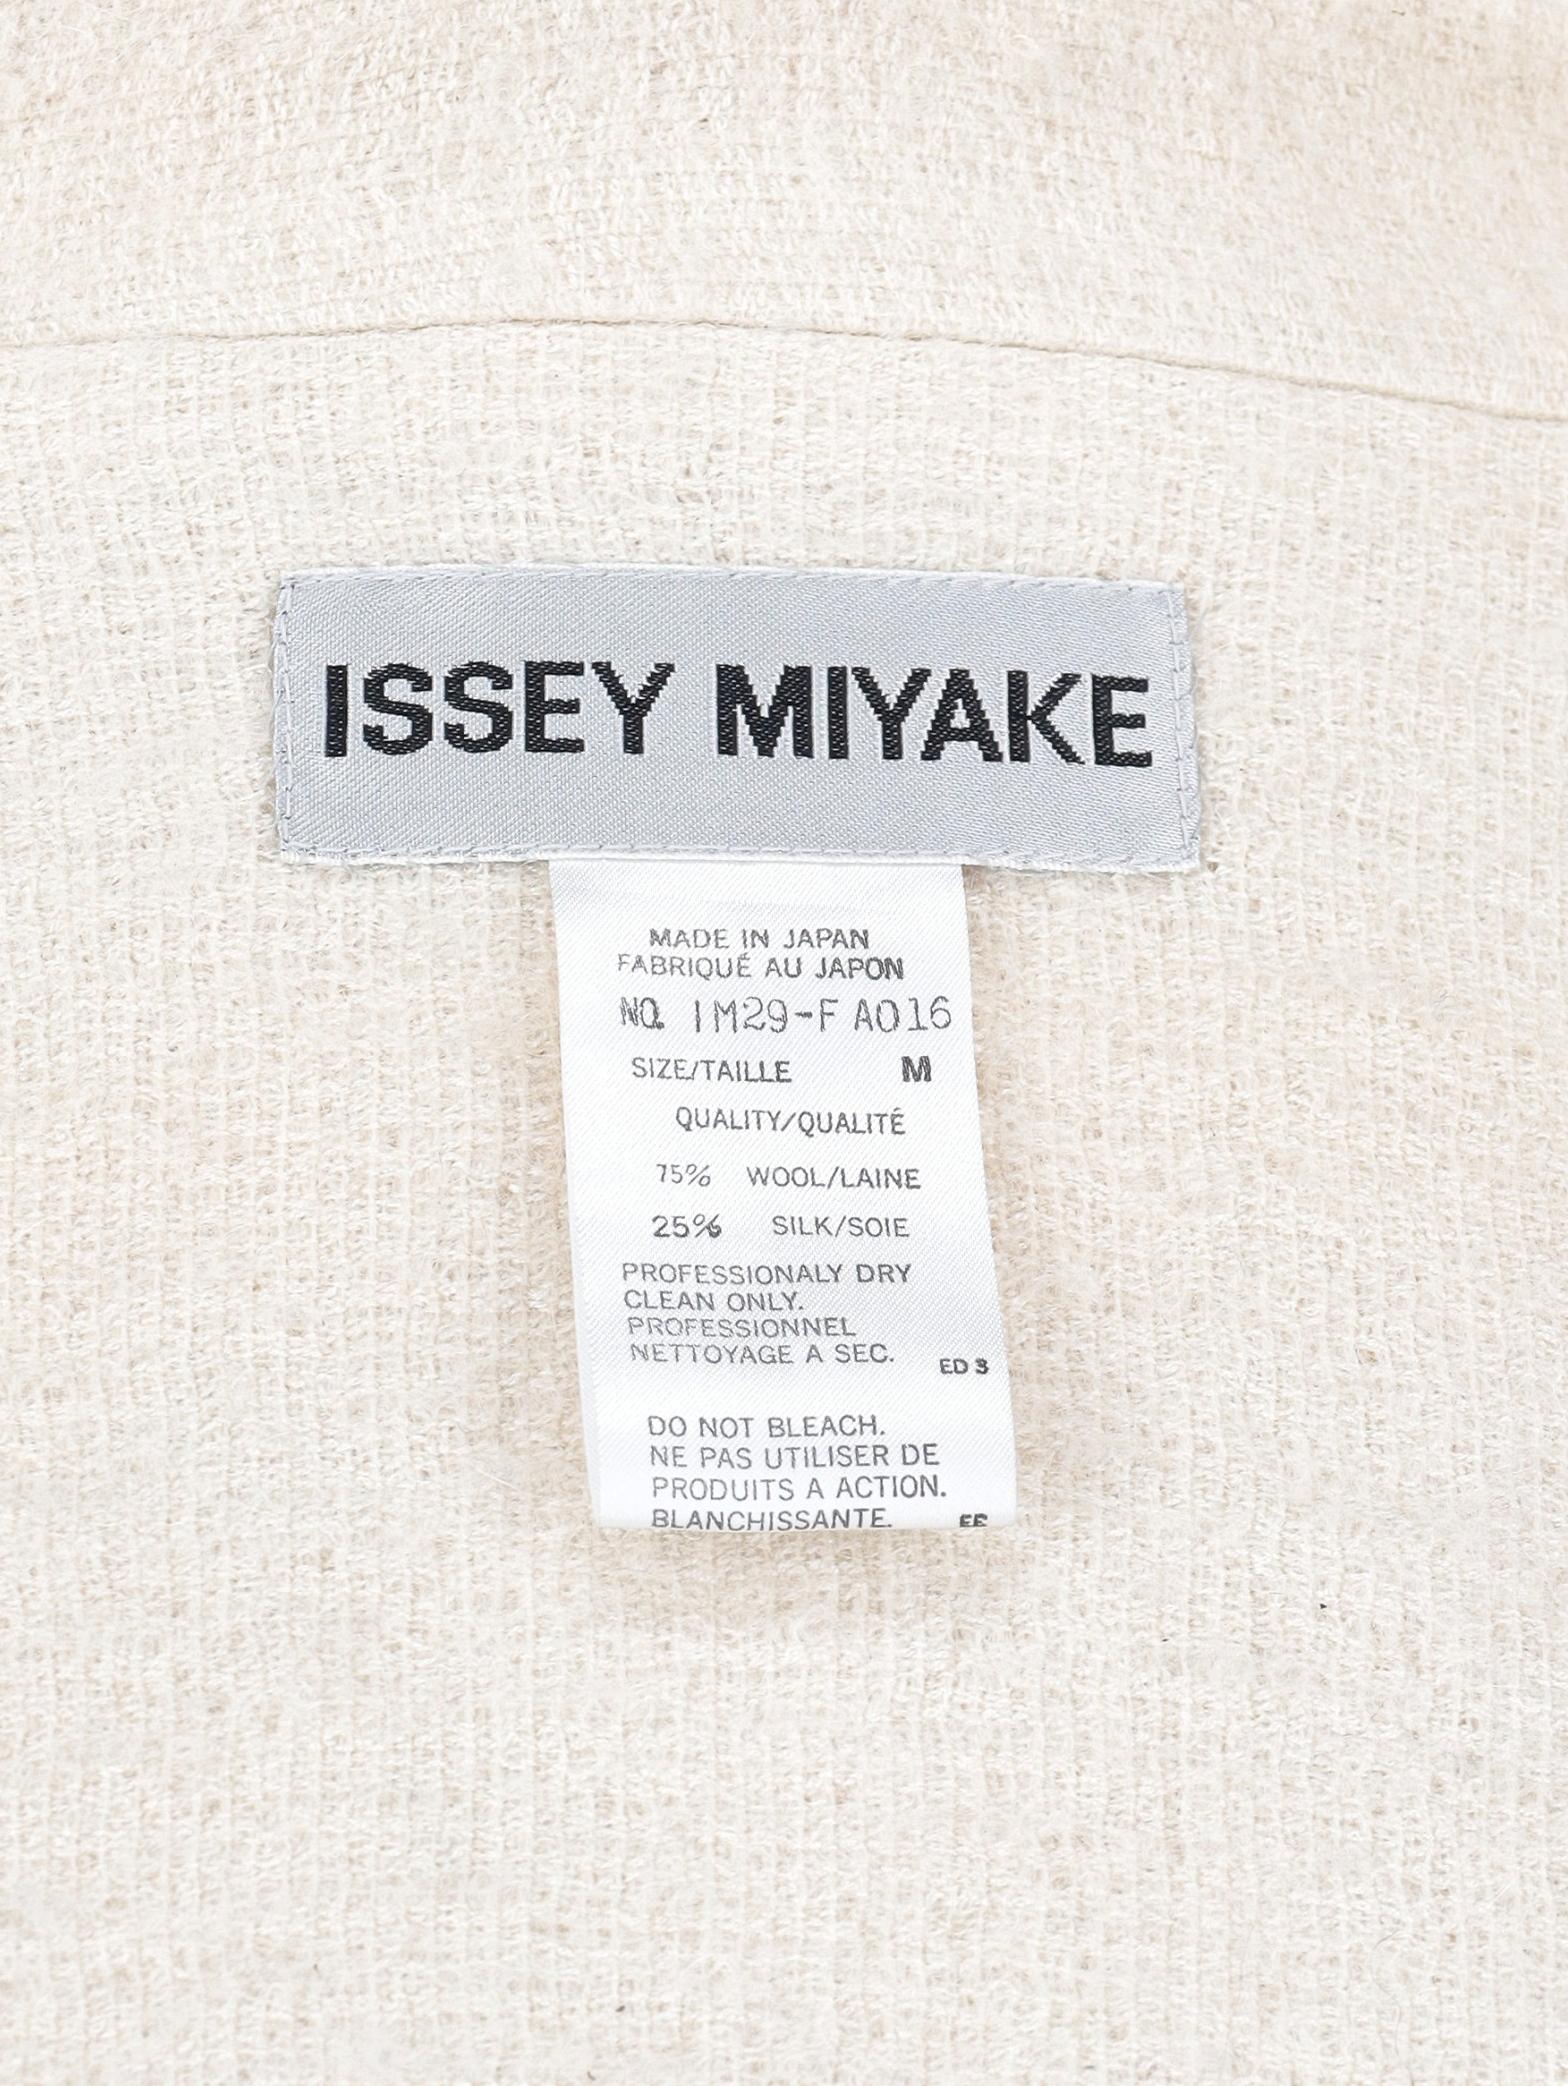 ISSEY MIYAKE
MADE IN JAPAN
FABRIQUÉ AU JAPON
NO. IM29-FA016
SIZE/TAILLE M
QUALITY/QUALITÉ
75% WOOL/LAINE
25% SILK/SOIE
PROFESSIONALY DRY
CLEAN ONLY.
PROFESSIONNEL
NETTOYAGE A SEC.
ED 3
DO NOT BLEACH.
NE PAS UTILISER DE
PRODUITS A ACTION.
BLANCHISSANTE.